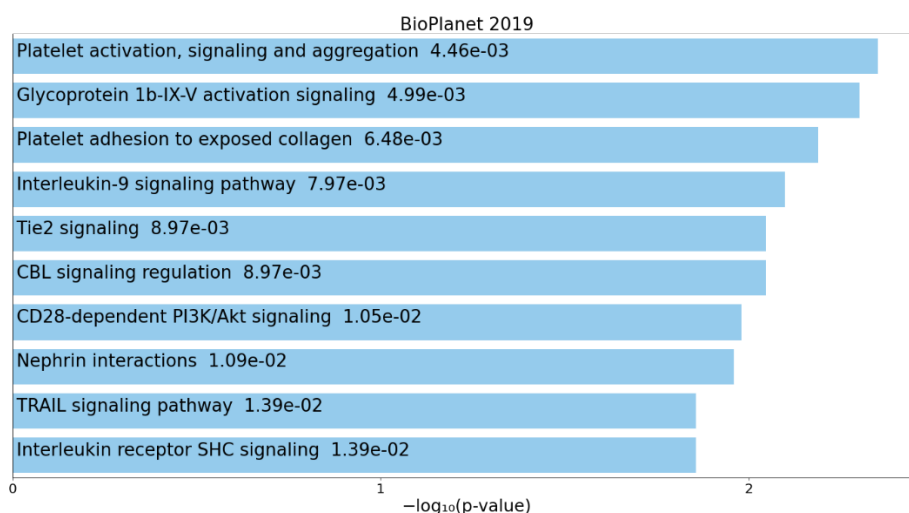 BioPlanet 2019
Platelet activation, signaling and aggregation 4.46e-03
Glycoprotein 1b-IX-V activation signaling 4.99e-03
Platelet adhesion to exposed collagen 6.48e-03
Interleukin-9 signaling pathway 7.97e-03
Tie2 signaling 8.97e-03
CBL signaling regulation 8.97e-03
CD28-dependent PI3K/Akt signaling 1.05e-02
Nephrin interactions 1.09e-02
TRAIL signaling pathway 1.39e-02
Interleukin receptor SHC signaling 1.39e-02
0 1 2
−log₁₀(p-value)